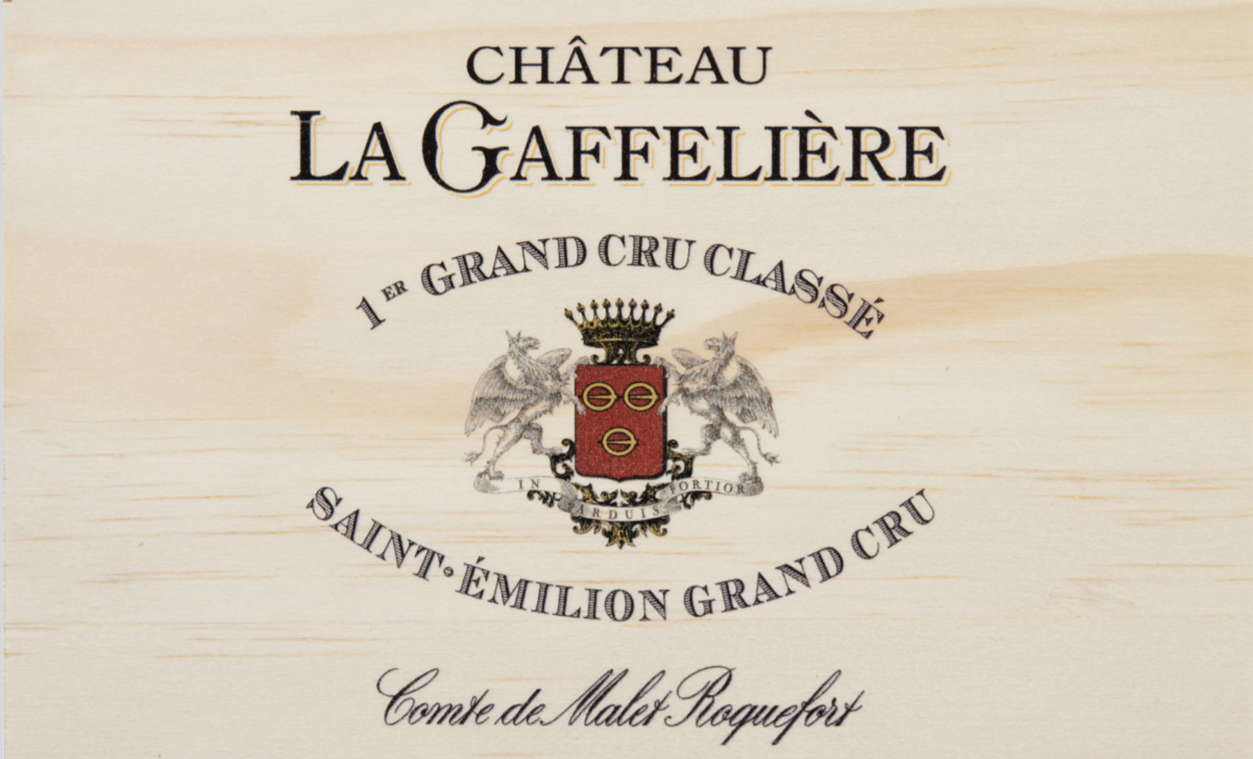 CHÂTEAU
LA GAFFELIÈRE
1ER GRAND CRU CLASSÉ
IN ARDUIS FORTIOR
SAINT-ÉMILION GRAND CRU
Comte de Malet Roquefort